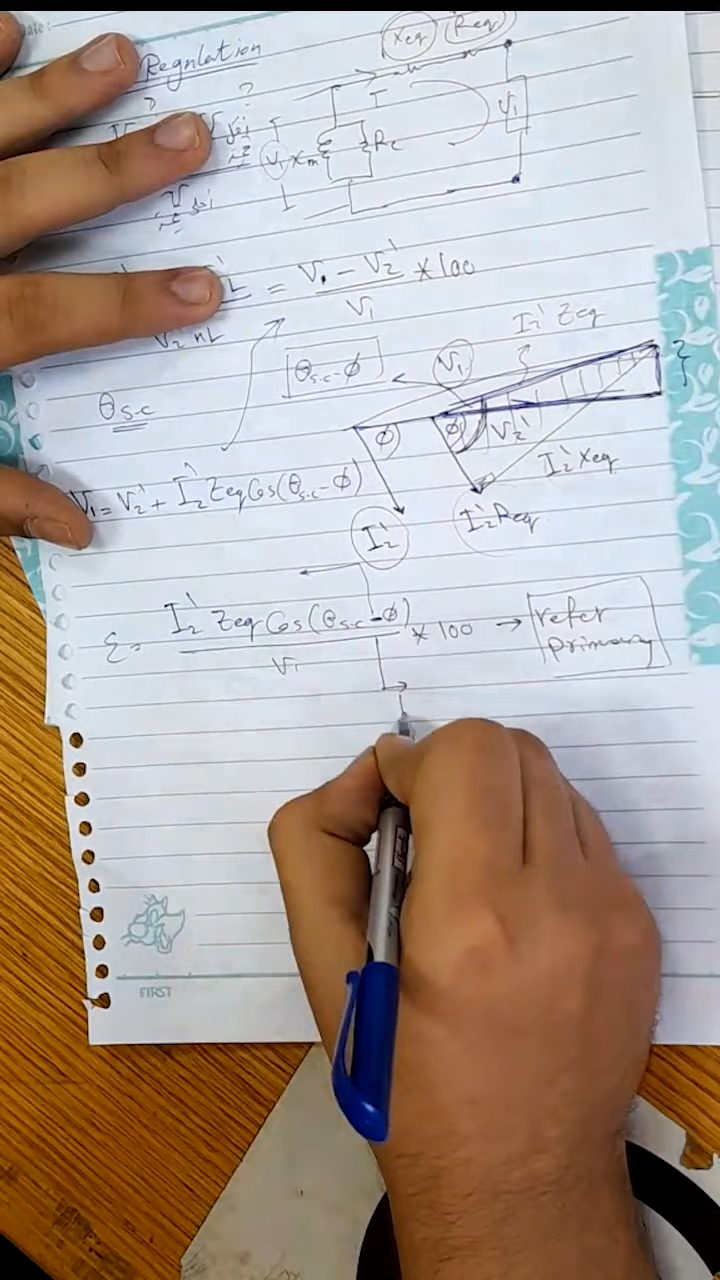 Date:
Regulation
Xeq Req
?
?
I
V₁
V₁ Xm Rc
= V₁ - V₂' × 100
V₂' nL
V₁
I₂' Zeq
θs.c-ϕ
V₁
θs.c
ϕ
ϕ
V₂'
I₂' Xeq
V₁ = V₂' + I₂' Zeq Cos(θs.c-ϕ)
I₂' Req
I₂'
ε = I₂' Zeq Cos(θs.c-ϕ) × 100 → refer primary
V₁
FIRST